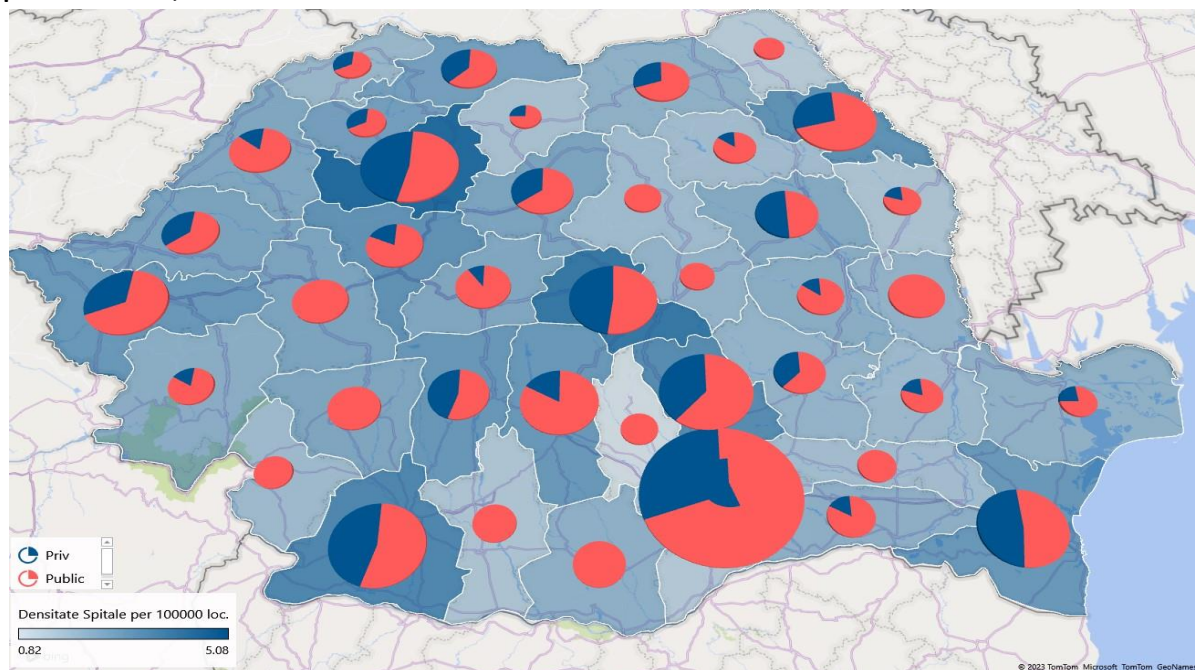 Priv
Public
Densitate Spitale per 100000 loc.
0.82
5.08
© 2023 TomTom, Microsoft, TomTom, GeoNames